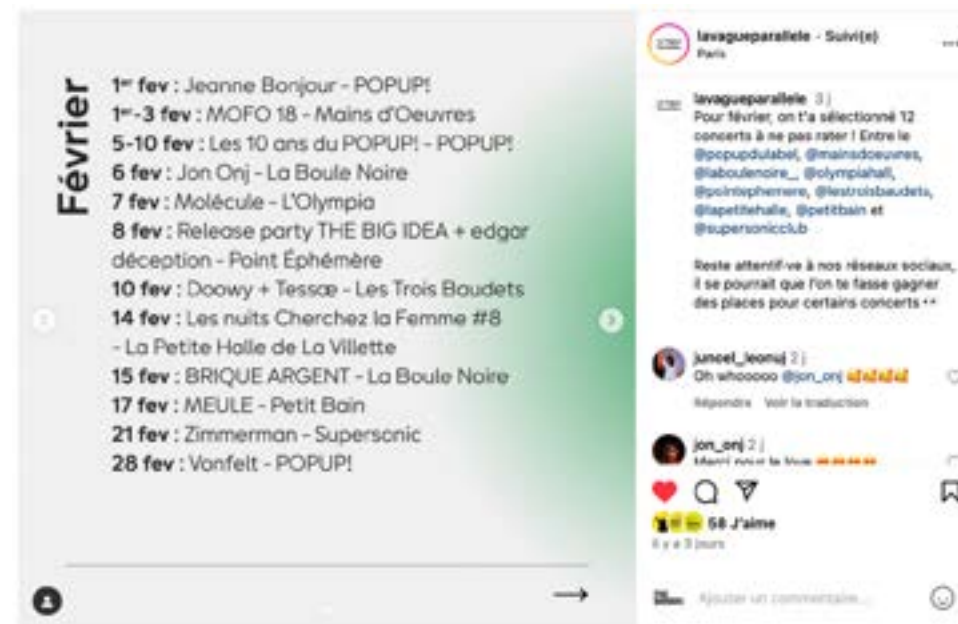 Février
1er fev : Jeanne Bonjour - POPUP!
1er-3 fev : MOFO 18 - Mains d'Oeuvres
5-10 fev : Les 10 ans du POPUP! - POPUP!
6 fev : Jon Onj - La Boule Noire
7 fev : Molécule - L'Olympia
8 fev : Release party THE BIG IDEA + edgar
déception - Point Éphémère
10 fev : Doowy + Tessæ - Les Trois Baudets
14 fev : Les nuits Cherchez la Femme #8
- La Petite Halle de La Villette
15 fev : BRIQUE ARGENT - La Boule Noire
17 fev : MEULE - Petit Bain
21 fev : Zimmerman - Supersonic
28 fev : Vonfelt - POPUP!
lavagueparallele · Suivi(e)
Paris
lavagueparallele 3 j
Pour février, on t'a sélectionné 12
concerts à ne pas rater ! Entre le
@popupdulabel, @mainsdoeuvres,
@laboulenoire_, @olympiahall,
@pointephemere, @lestroisbaudets,
@lapetitehalle, @petitbain et
@supersonicclub
Reste attentif·ve à nos réseaux sociaux,
il se pourrait que l'on te fasse gagner
des places pour certains concerts 👀
juncel_leonuj 2 j
Oh whooooo @jon_onj 🥰🥰🥰🥰
Répondre Voir la traduction
jon_onj 2 j
Merci pour le love
58 J'aime
il y a 3 jours
Ajouter un commentaire...